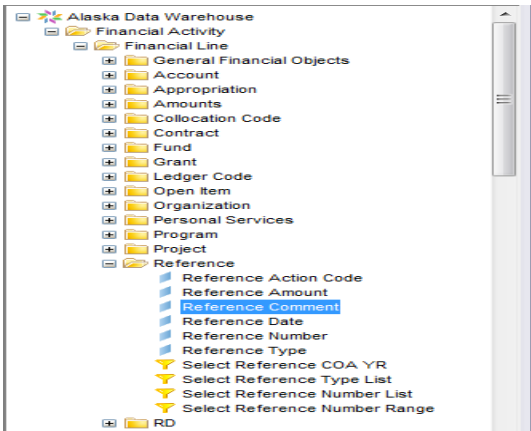 Alaska Data Warehouse
Financial Activity
Financial Line
General Financial Objects
Account
Appropriation
Amounts
Collocation Code
Contract
Fund
Grant
Ledger Code
Open Item
Organization
Personal Services
Program
Project
Reference
Reference Action Code
Reference Amount
Reference Comment
Reference Date
Reference Number
Reference Type
Select Reference COA YR
Select Reference Type List
Select Reference Number List
Select Reference Number Range
RD